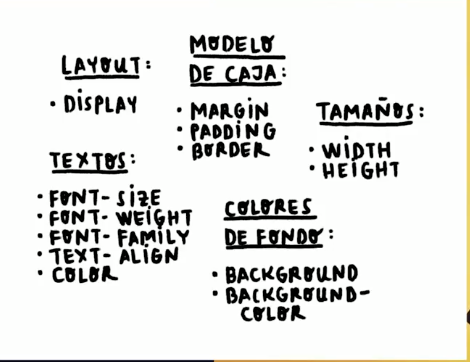 LAYOUT:
• DISPLAY
MODELO
DE CAJA:
• MARGIN
• PADDING
• BORDER
TAMAÑOS:
• WIDTH
• HEIGHT
TEXTOS:
• FONT-SIZE
• FONT-WEIGHT
• FONT-FAMILY
• TEXT-ALIGN
• COLOR
COLORES
DE FONDO:
• BACKGROUND
• BACKGROUND-
COLOR